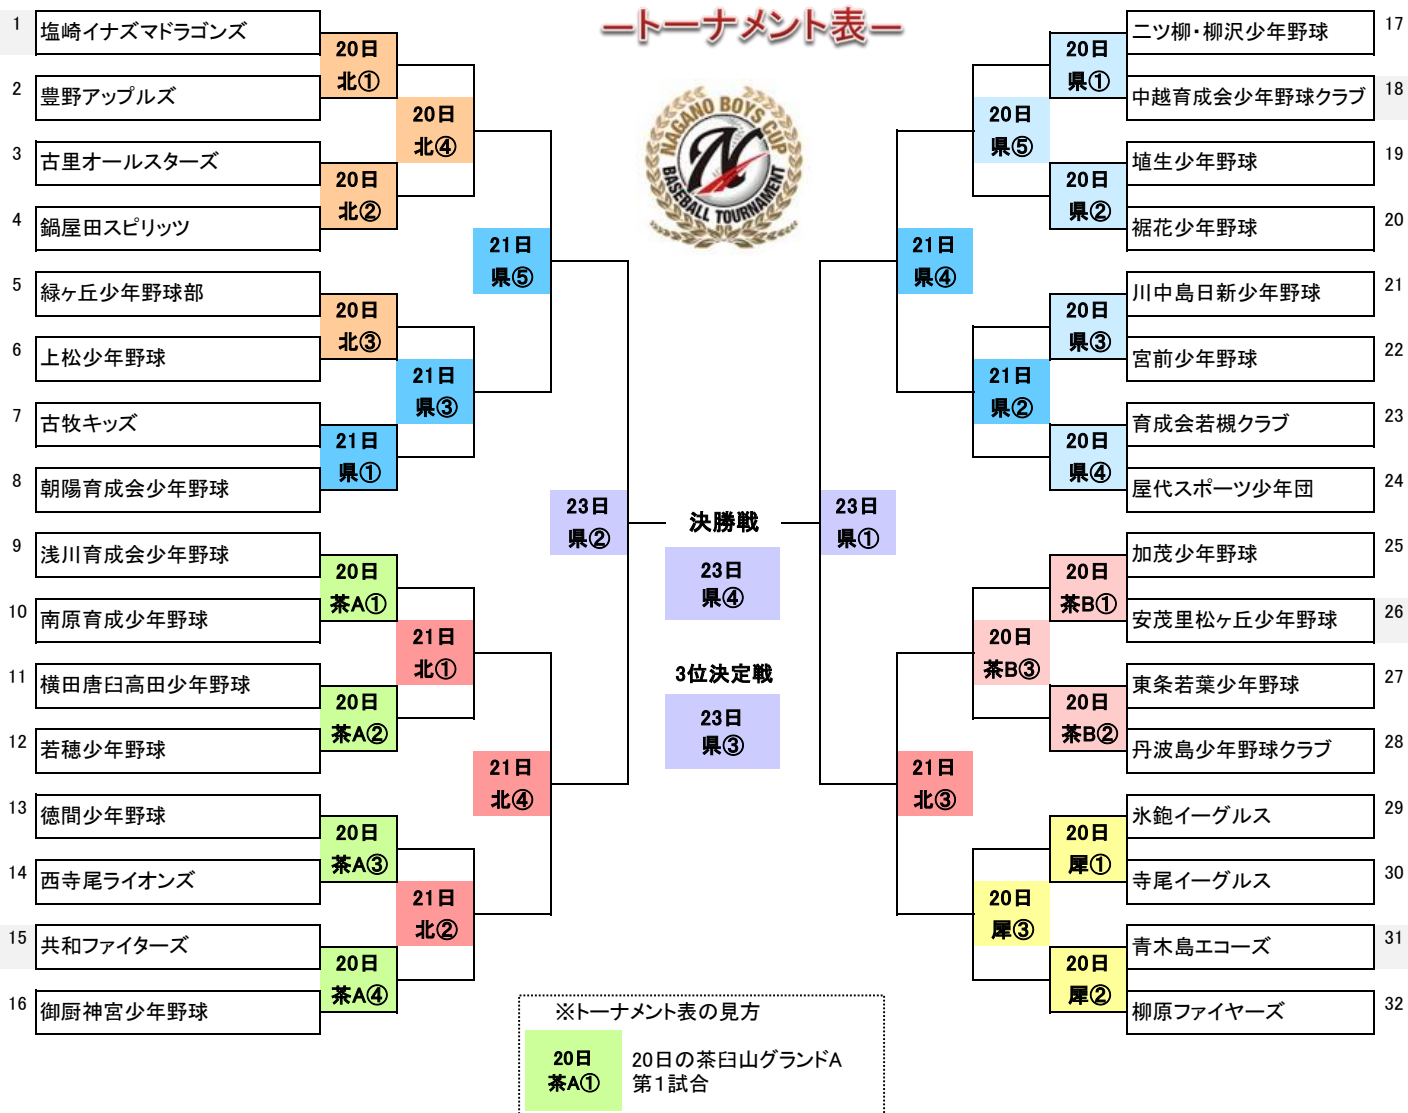 ートーナメント表ー
NAGANO BOYS CUP
N
BASEBALL TOURNAMENT
1
塩崎イナズマドラゴンズ
2
豊野アップルズ
3
古里オールスターズ
4
鍋屋田スピリッツ
5
緑ヶ丘少年野球部
6
上松少年野球
7
古牧キッズ
8
朝陽育成会少年野球
9
浅川育成会少年野球
10
南原育成少年野球
11
横田唐臼高田少年野球
12
若穂少年野球
13
徳間少年野球
14
西寺尾ライオンズ
15
共和ファイターズ
16
御厨神宮少年野球
20日
北①
20日
北②
20日
北③
21日
県①
20日
茶A①
20日
茶A②
20日
茶A③
20日
茶A④
20日
北④
21日
県③
21日
北①
21日
北②
21日
県⑤
21日
北④
23日
県②
決勝戦
23日
県④
3位決定戦
23日
県③
23日
県①
21日
県④
21日
北③
20日
県⑤
21日
県②
20日
茶B③
20日
犀③
20日
県①
20日
県②
20日
県③
20日
県④
20日
茶B①
20日
茶B②
20日
犀①
20日
犀②
二ツ柳・柳沢少年野球
17
中越育成会少年野球クラブ
18
埴生少年野球
19
裾花少年野球
20
川中島日新少年野球
21
宮前少年野球
22
育成会若槻クラブ
23
屋代スポーツ少年団
24
加茂少年野球
25
安茂里松ヶ丘少年野球
26
東条若葉少年野球
27
丹波島少年野球クラブ
28
氷鉋イーグルス
29
寺尾イーグルス
30
青木島エコーズ
31
柳原ファイヤーズ
32
※トーナメント表の見方
20日
茶A①
20日の茶臼山グランドA
第1試合